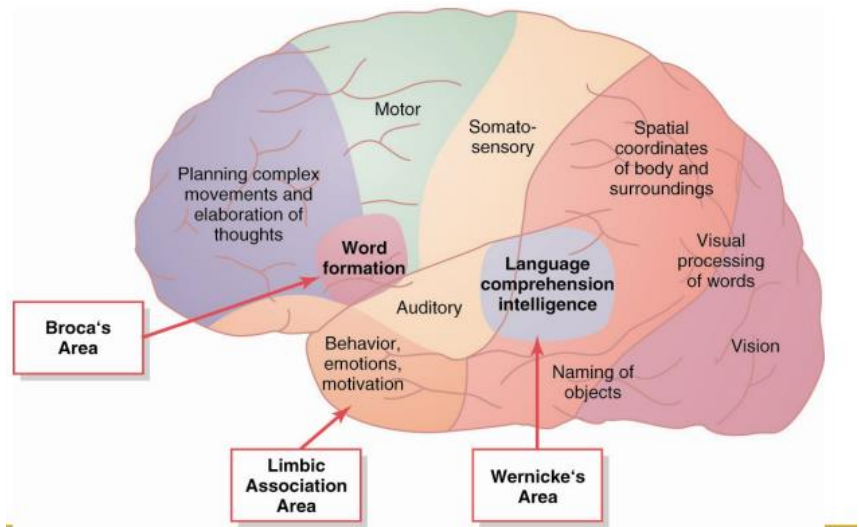 Motor
Somato-
sensory
Spatial
coordinates
of body and
surroundings
Planning complex
movements and
elaboration of
thoughts
Word
formation
Language
comprehension
intelligence
Visual
processing
of words
Auditory
Broca's
Area
Behavior,
emotions,
motivation
Vision
Naming of
objects
Limbic
Association
Area
Wernicke's
Area